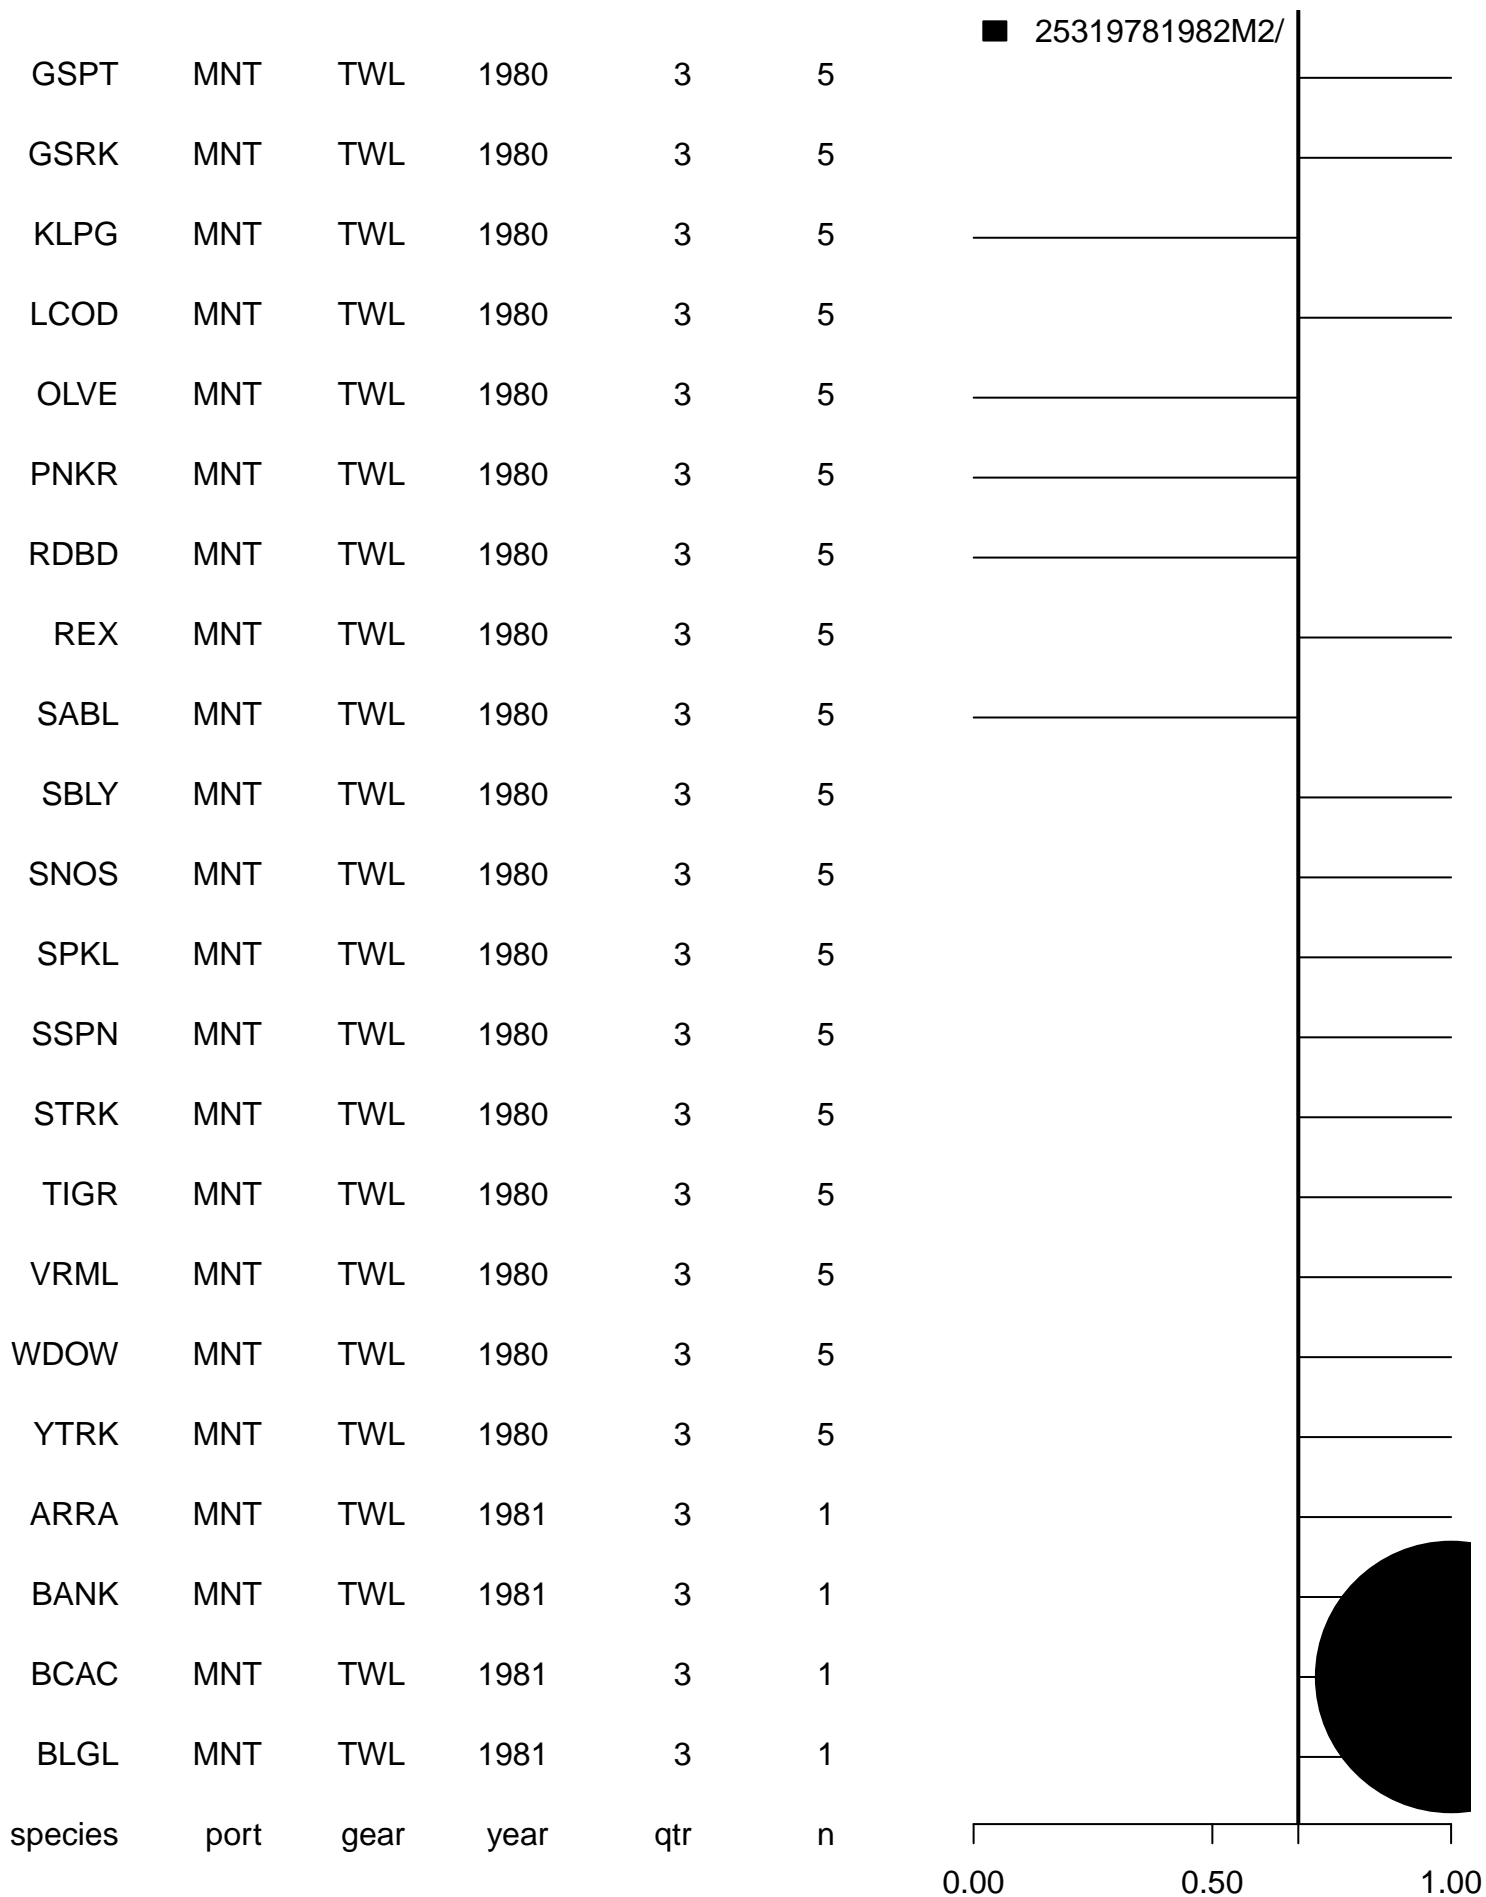 25319781982M2/
GSPT MNT TWL 1980 3 5
GSRK MNT TWL 1980 3 5
KLPG MNT TWL 1980 3 5
LCOD MNT TWL 1980 3 5
OLVE MNT TWL 1980 3 5
PNKR MNT TWL 1980 3 5
RDBD MNT TWL 1980 3 5
REX MNT TWL 1980 3 5
SABL MNT TWL 1980 3 5
SBLY MNT TWL 1980 3 5
SNOS MNT TWL 1980 3 5
SPKL MNT TWL 1980 3 5
SSPN MNT TWL 1980 3 5
STRK MNT TWL 1980 3 5
TIGR MNT TWL 1980 3 5
VRML MNT TWL 1980 3 5
WDOW MNT TWL 1980 3 5
YTRK MNT TWL 1980 3 5
ARRA MNT TWL 1981 3 1
BANK MNT TWL 1981 3 1
BCAC MNT TWL 1981 3 1
BLGL MNT TWL 1981 3 1
species port gear year qtr n
0.00 0.50 1.00